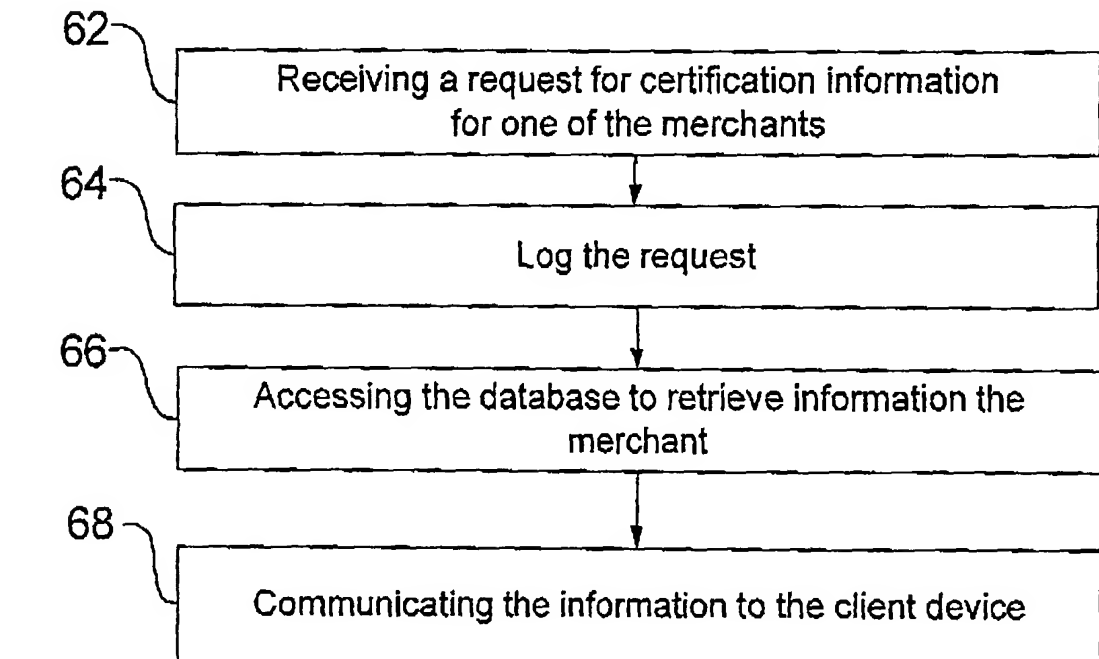 62
Receiving a request for certification information
for one of the merchants
64
Log the request
66
Accessing the database to retrieve information the
merchant
68
Communicating the information to the client device